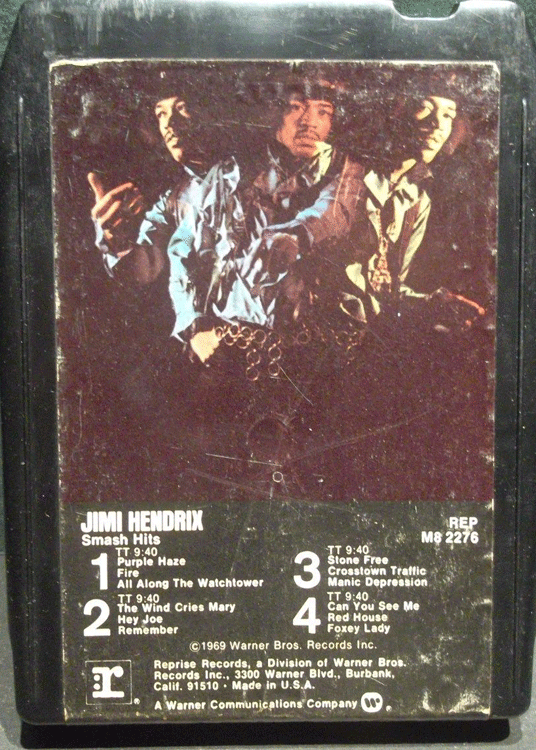 JIMI HENDRIX
Smash Hits
REP
M8 2276
1 TT 9:40
Purple Haze
Fire
All Along The Watchtower
2 TT 9:40
The Wind Cries Mary
Hey Joe
Remember
3 TT 9:40
Stone Free
Crosstown Traffic
Manic Depression
4 TT 9:40
Can You See Me
Red House
Foxey Lady
©1969 Warner Bros. Records Inc.
r®
Reprise Records, a Division of Warner Bros.
Records Inc., 3300 Warner Blvd., Burbank,
Calif. 91510 · Made in U.S.A.
A Warner Communications Company W®